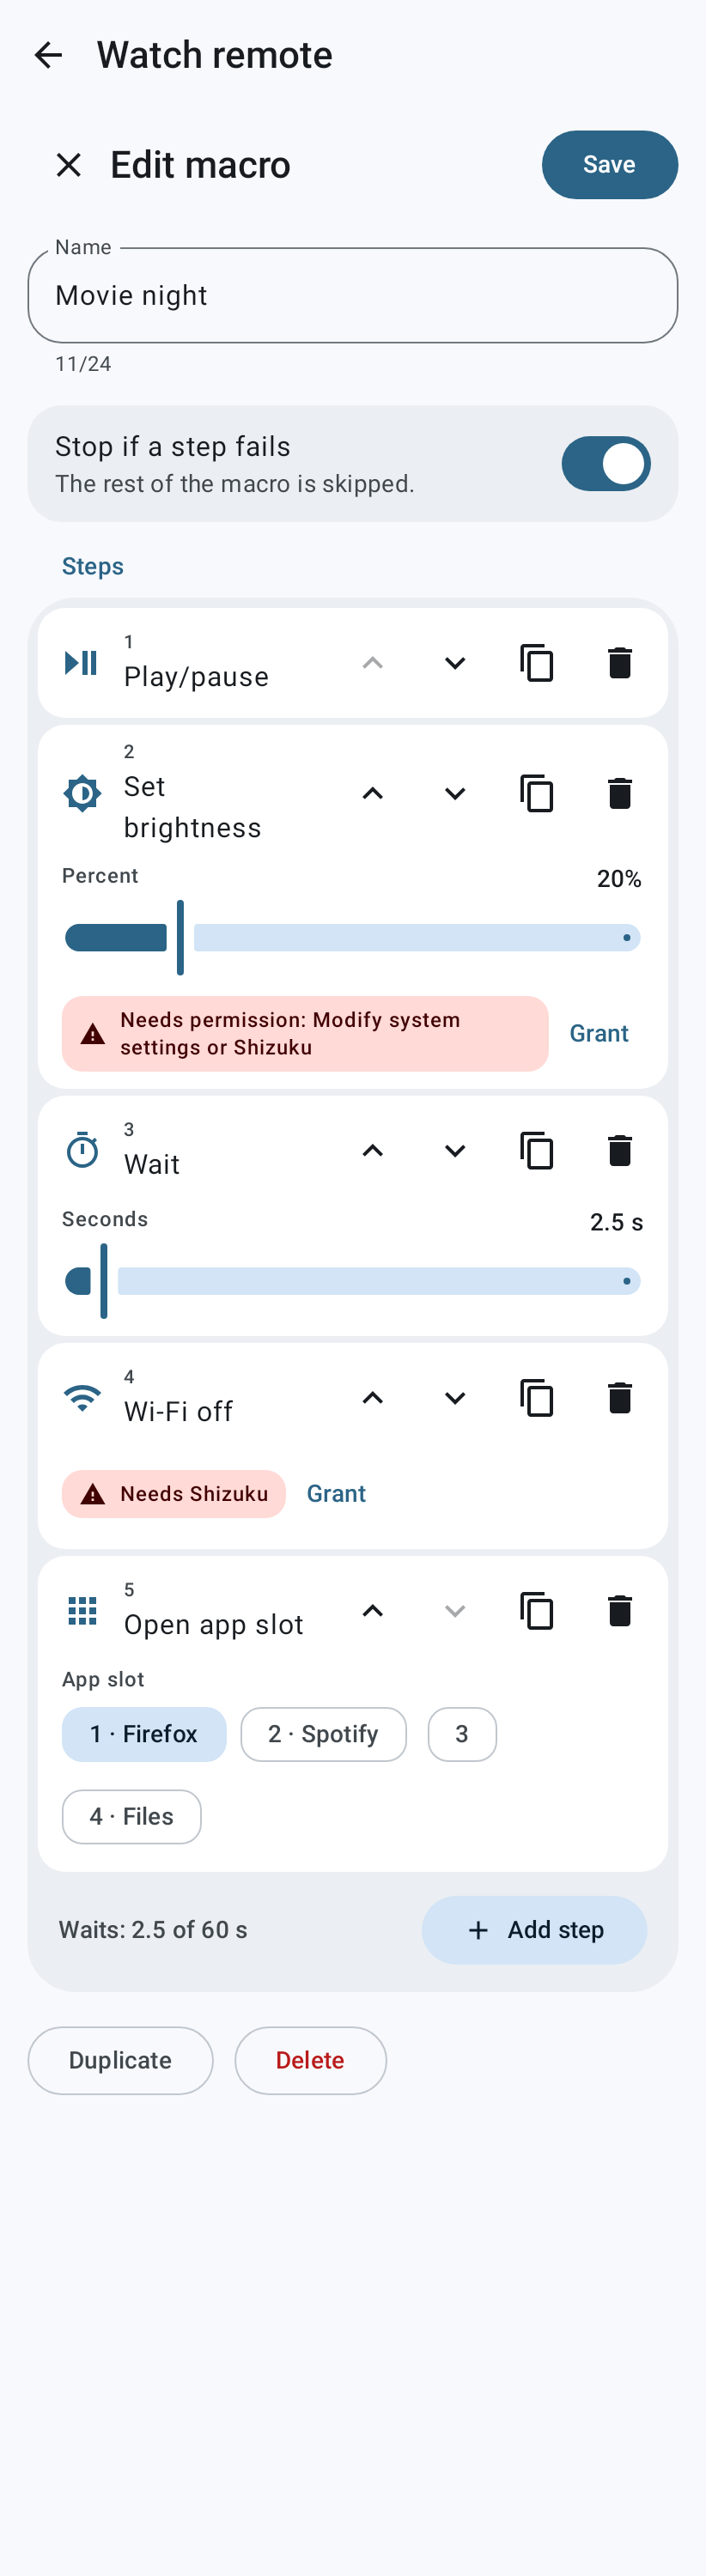 Watch remote
Edit macro
Save
Name
Movie night
11/24
Stop if a step fails
The rest of the macro is skipped.
Steps
1
Play/pause
2
Set
brightness
Percent
20%
Needs permission: Modify system
settings or Shizuku
Grant
3
Wait
Seconds
2.5 s
4
Wi-Fi off
Needs Shizuku
Grant
5
Open app slot
App slot
1 · Firefox
2 · Spotify
3
4 · Files
Waits: 2.5 of 60 s
Add step
Duplicate
Delete